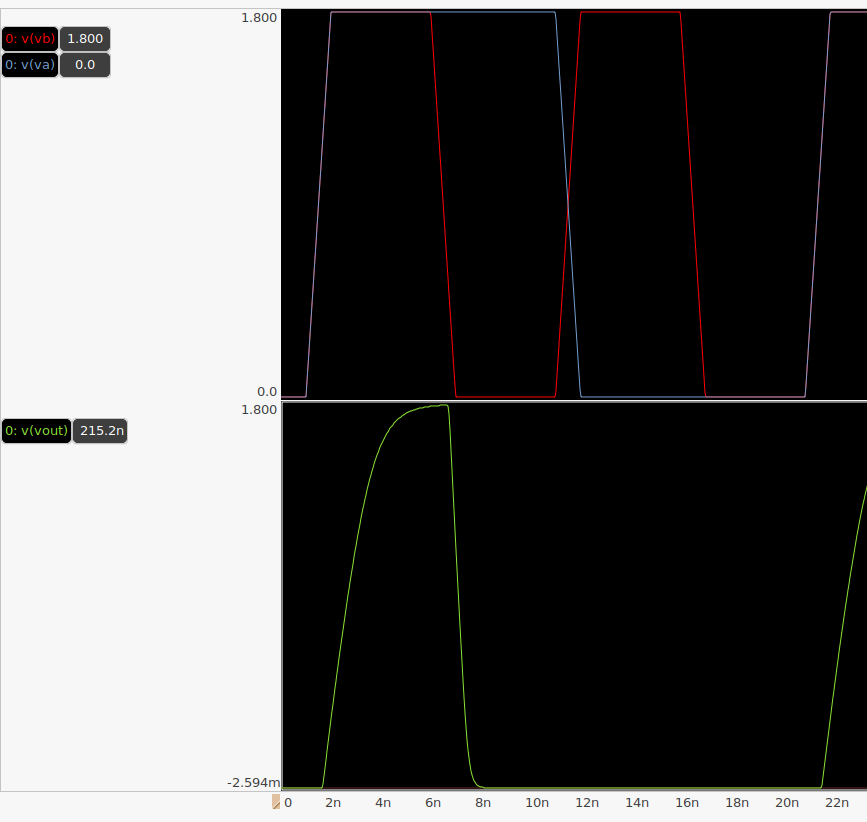 1.800
0: v(vb) 1.800
0: v(va) 0.0
0.0
1.800
0: v(vout) 215.2n
-2.594m
0 2n 4n 6n 8n 10n 12n 14n 16n 18n 20n 22n